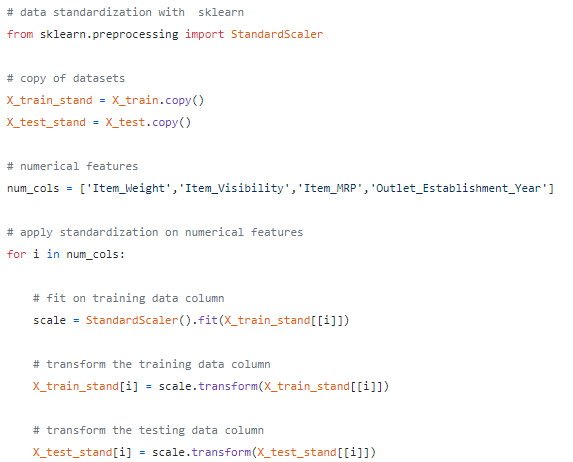 # data standardization with  sklearn
from sklearn.preprocessing import StandardScaler

# copy of datasets
X_train_stand = X_train.copy()
X_test_stand = X_test.copy()

# numerical features
num_cols = ['Item_Weight','Item_Visibility','Item_MRP','Outlet_Establishment_Year']

# apply standardization on numerical features
for i in num_cols:

    # fit on training data column
    scale = StandardScaler().fit(X_train_stand[[i]])

    # transform the training data column
    X_train_stand[i] = scale.transform(X_train_stand[[i]])

    # transform the testing data column
    X_test_stand[i] = scale.transform(X_test_stand[[i]])